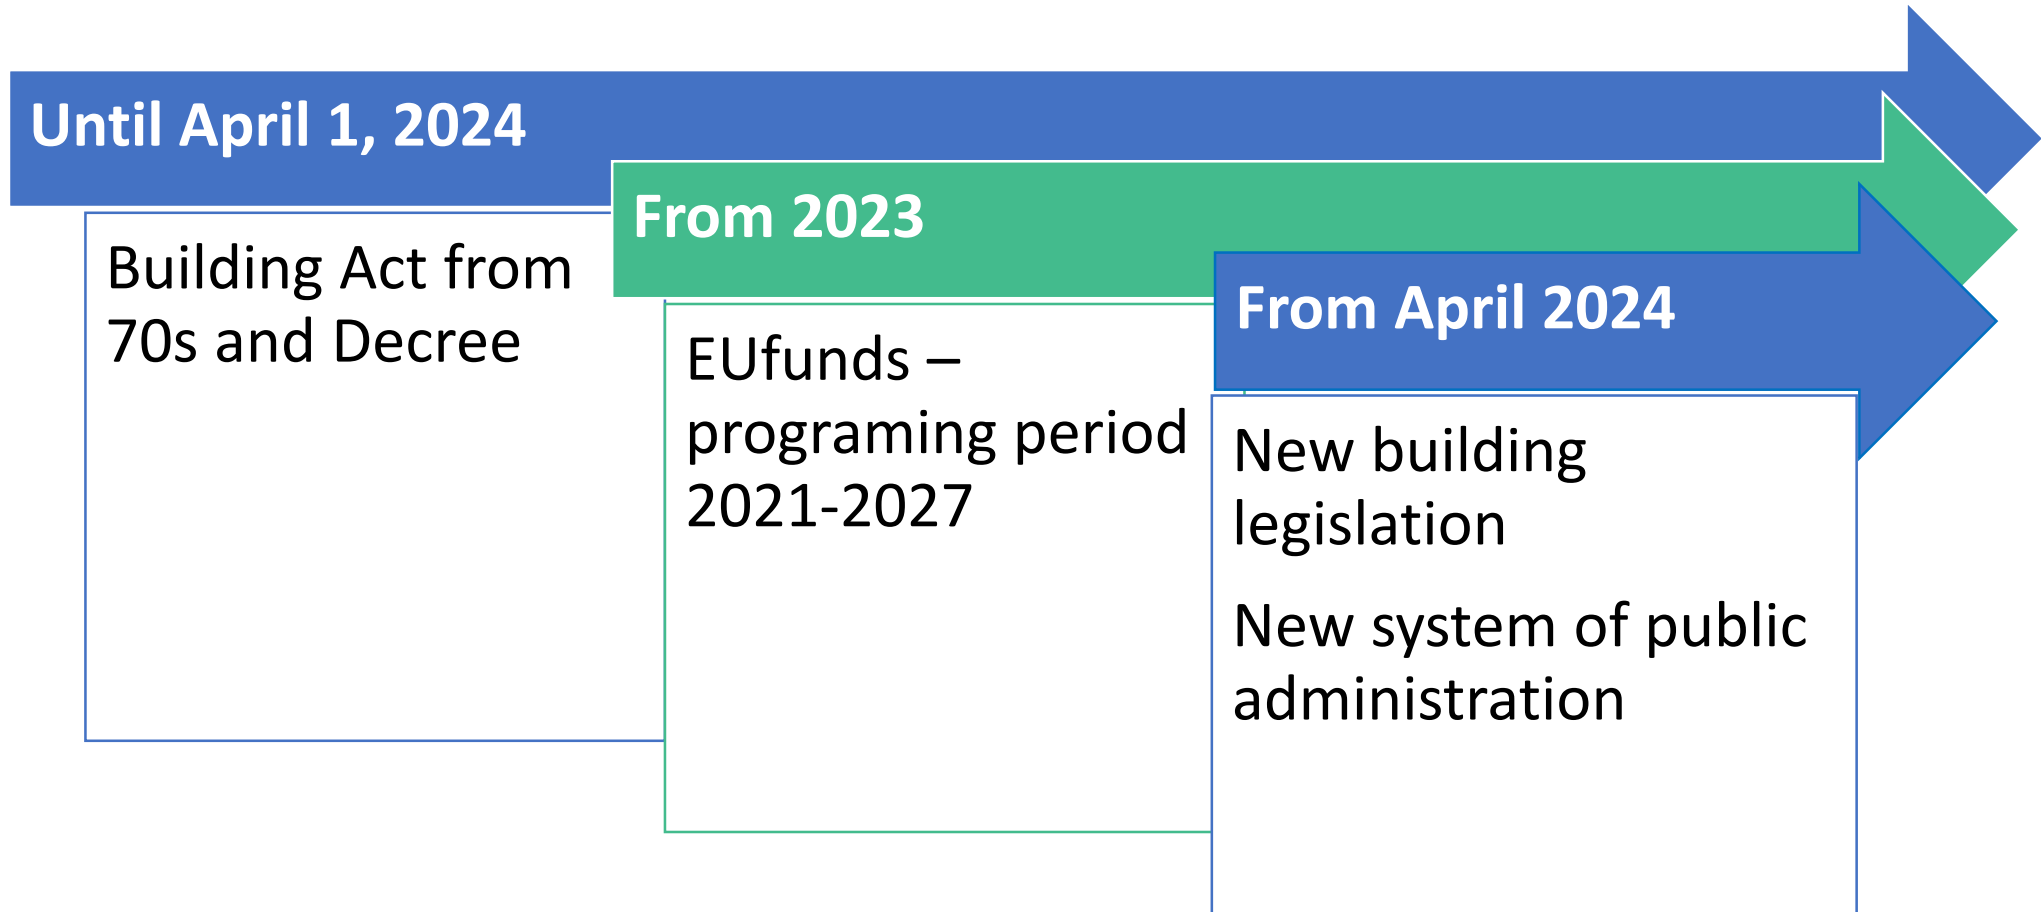 Until April 1, 2024
Building Act from
70s and Decree
From 2023
EUfunds –
programing period
2021-2027
From April 2024
New building
legislation
New system of public
administration